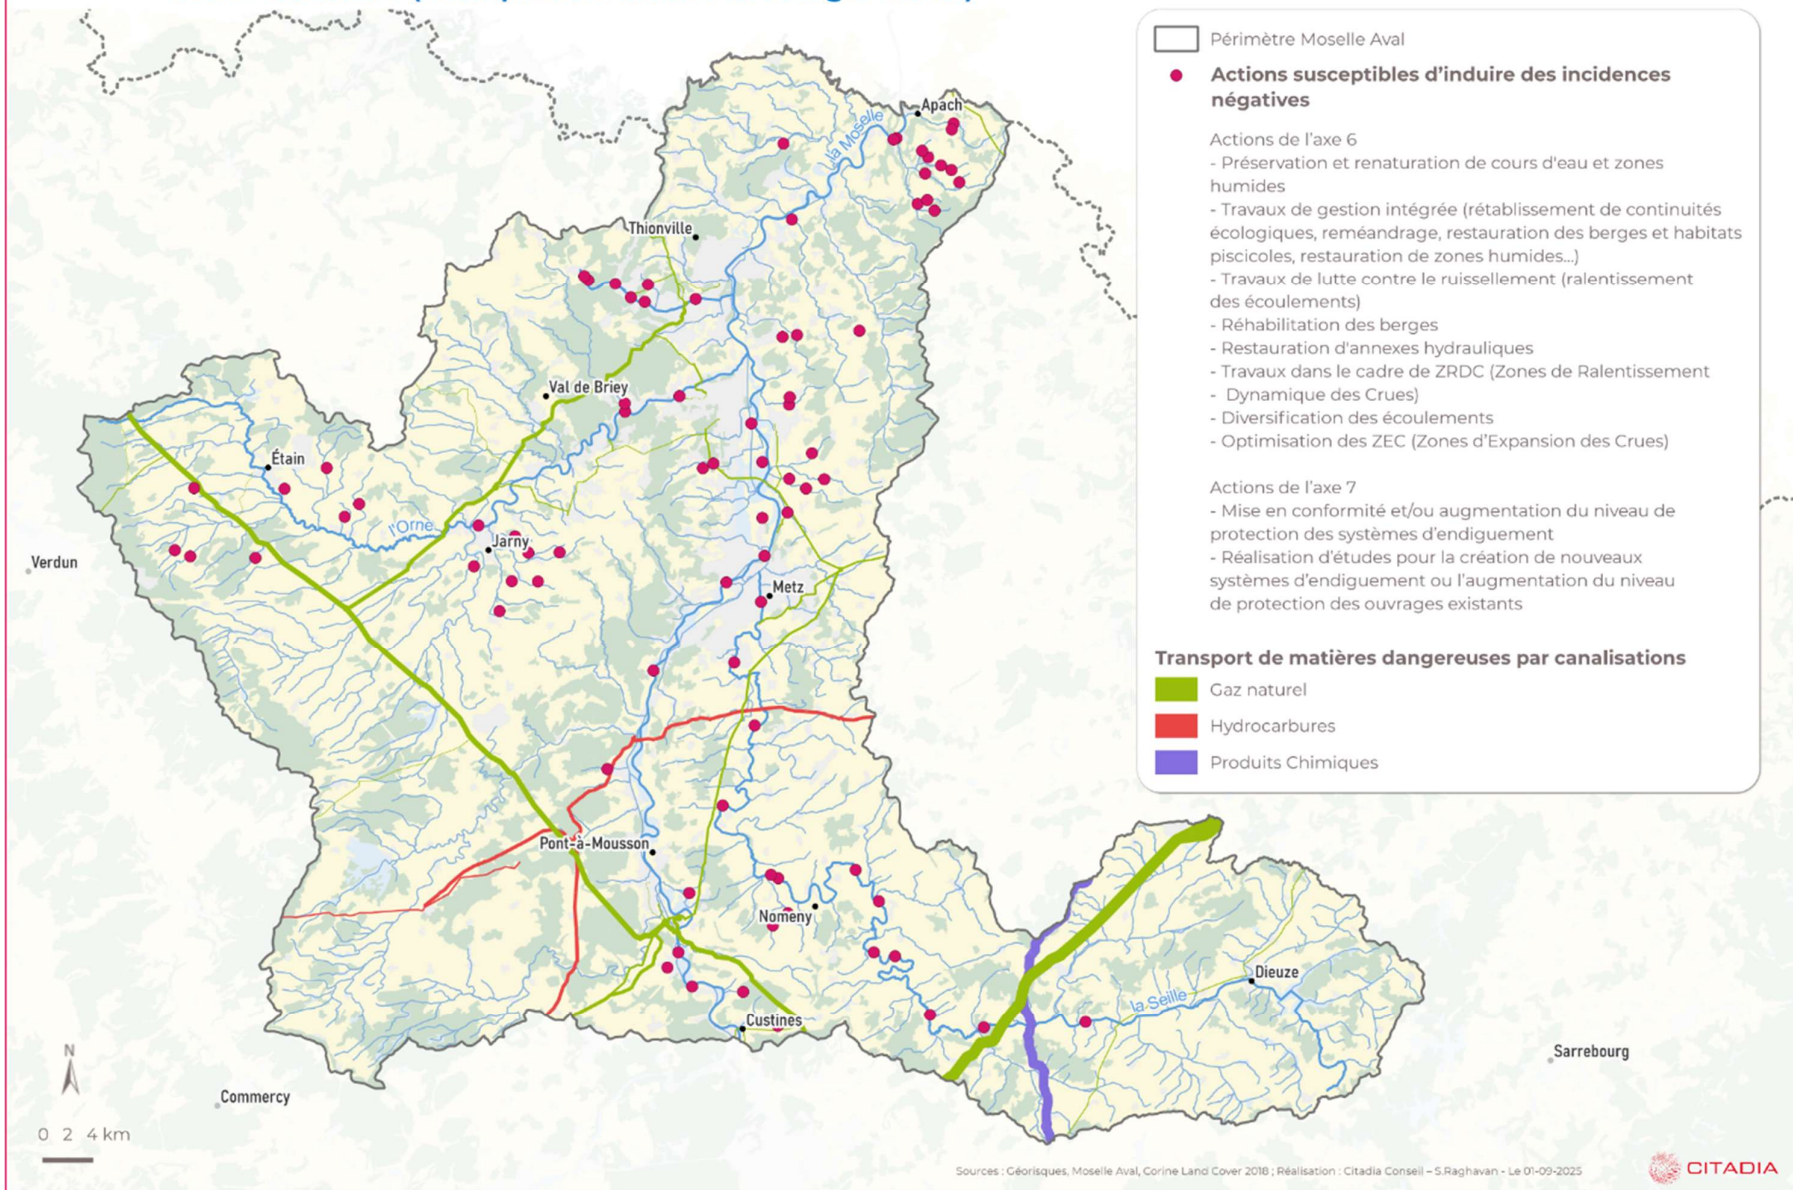 Périmètre Moselle Aval
Actions susceptibles d'induire des incidences
négatives
Actions de l'axe 6
- Préservation et renaturation de cours d'eau et zones
humides
- Travaux de gestion intégrée (rétablissement de continuités
écologiques, reméandrage, restauration des berges et habitats
piscicoles, restauration de zones humides...)
- Travaux de lutte contre le ruissellement (ralentissement
des écoulements)
- Réhabilitation des berges
- Restauration d'annexes hydrauliques
- Travaux dans le cadre de ZRDC (Zones de Ralentissement
Dynamique des Crues)
- Diversification des écoulements
- Optimisation des ZEC (Zones d'Expansion des Crues)
Actions de l'axe 7
- Mise en conformité et/ou augmentation du niveau de
protection des systèmes d'endiguement
- Réalisation d'études pour la création de nouveaux
systèmes d'endiguement ou l'augmentation du niveau
de protection des ouvrages existants
Transport de matières dangereuses par canalisations
Gaz naturel
Hydrocarbures
Produits Chimiques
Apach
la Moselle
Thionville
Val de Briey
Étain
l'Orne
Jarny
Verdun
Metz
Pont-à-Mousson
Nomeny
Dieuze
la Seille
Custines
Sarrebourg
Commercy
N
0 2 4 km
Sources : Géorisques, Moselle Aval, Corine Land Cover 2018 ; Réalisation : Citadia Conseil – S.Raghavan - Le 01-09-2025
CITADIA